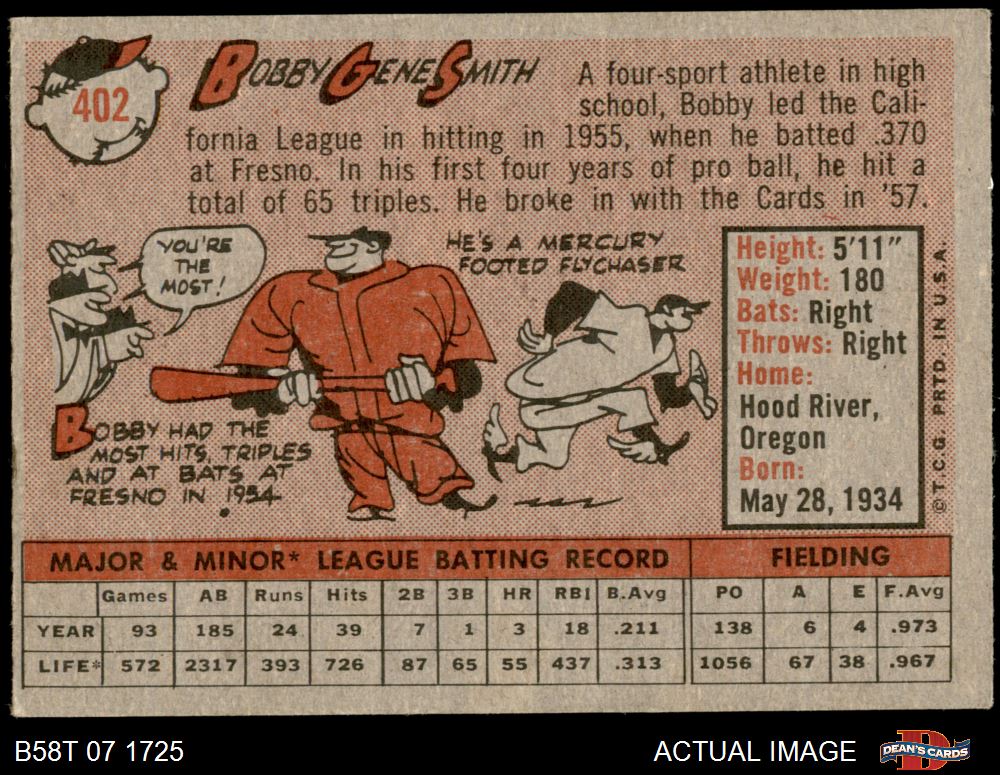 402
BOBBY GENE SMITH
A four-sport athlete in high
school, Bobby led the Cali-
fornia League in hitting in 1955, when he batted .370
at Fresno. In his first four years of pro ball, he hit a
total of 65 triples. He broke in with the Cards in '57.
YOU'RE
THE
MOST!
HE'S A MERCURY
FOOTED FLYCHASER
BOBBY HAD THE
MOST HITS, TRIPLES
AND AT BATS AT
FRESNO IN 1954.
Height: 5'11"
Weight: 180
Bats: Right
Throws: Right
Home:
Hood River,
Oregon
Born:
May 28, 1934
© T.C.G. PRTD. IN U.S.A.
MAJOR & MINOR* LEAGUE BATTING RECORD FIELDING
Games AB Runs Hits 2B 3B HR RBI B.Avg PO A E F.Avg
YEAR 93 185 24 39 7 1 3 18 .211 138 6 4 .973
LIFE* 572 2317 393 726 87 65 55 437 .313 1056 67 38 .967
B58T 07 1725
ACTUAL IMAGE
DEAN'S CARDS